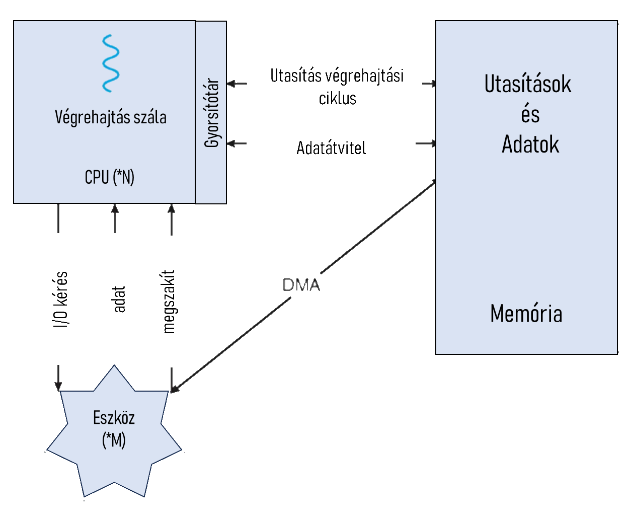 Végrehajtás szála
CPU (*N)
Gyorsítótár
Utasítás végrehajtási
ciklus
Adatátvitel
Utasítások
és
Adatok
Memória
I/O kérés
adat
megszakít
DMA
Eszköz
(*M)